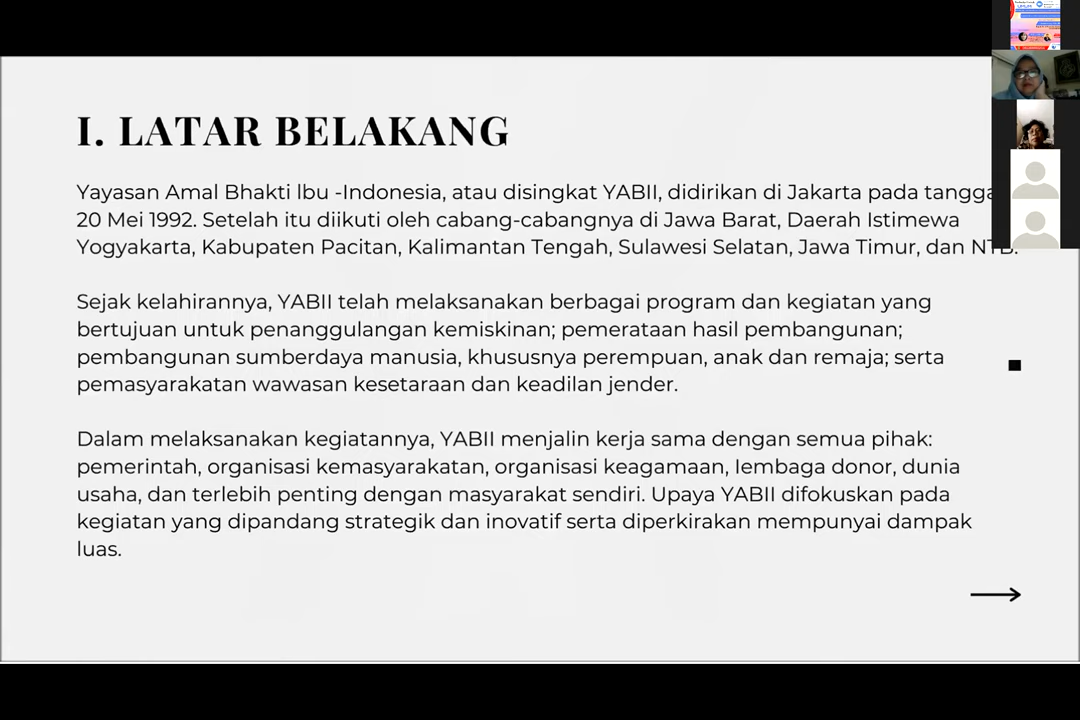 I. LATAR BELAKANG
Yayasan Amal Bhakti Ibu -Indonesia, atau disingkat YABII, didirikan di Jakarta pada tangga
20 Mei 1992. Setelah itu diikuti oleh cabang-cabangnya di Jawa Barat, Daerah Istimewa
Yogyakarta, Kabupaten Pacitan, Kalimantan Tengah, Sulawesi Selatan, Jawa Timur, dan NTB.
Sejak kelahirannya, YABII telah melaksanakan berbagai program dan kegiatan yang
bertujuan untuk penanggulangan kemiskinan; pemerataan hasil pembangunan;
pembangunan sumberdaya manusia, khususnya perempuan, anak dan remaja; serta
pemasyarakatan wawasan kesetaraan dan keadilan jender.
Dalam melaksanakan kegiatannya, YABII menjalin kerja sama dengan semua pihak:
pemerintah, organisasi kemasyarakatan, organisasi keagamaan, lembaga donor, dunia
usaha, dan terlebih penting dengan masyarakat sendiri. Upaya YABII difokuskan pada
kegiatan yang dipandang strategik dan inovatif serta diperkirakan mempunyai dampak
luas.